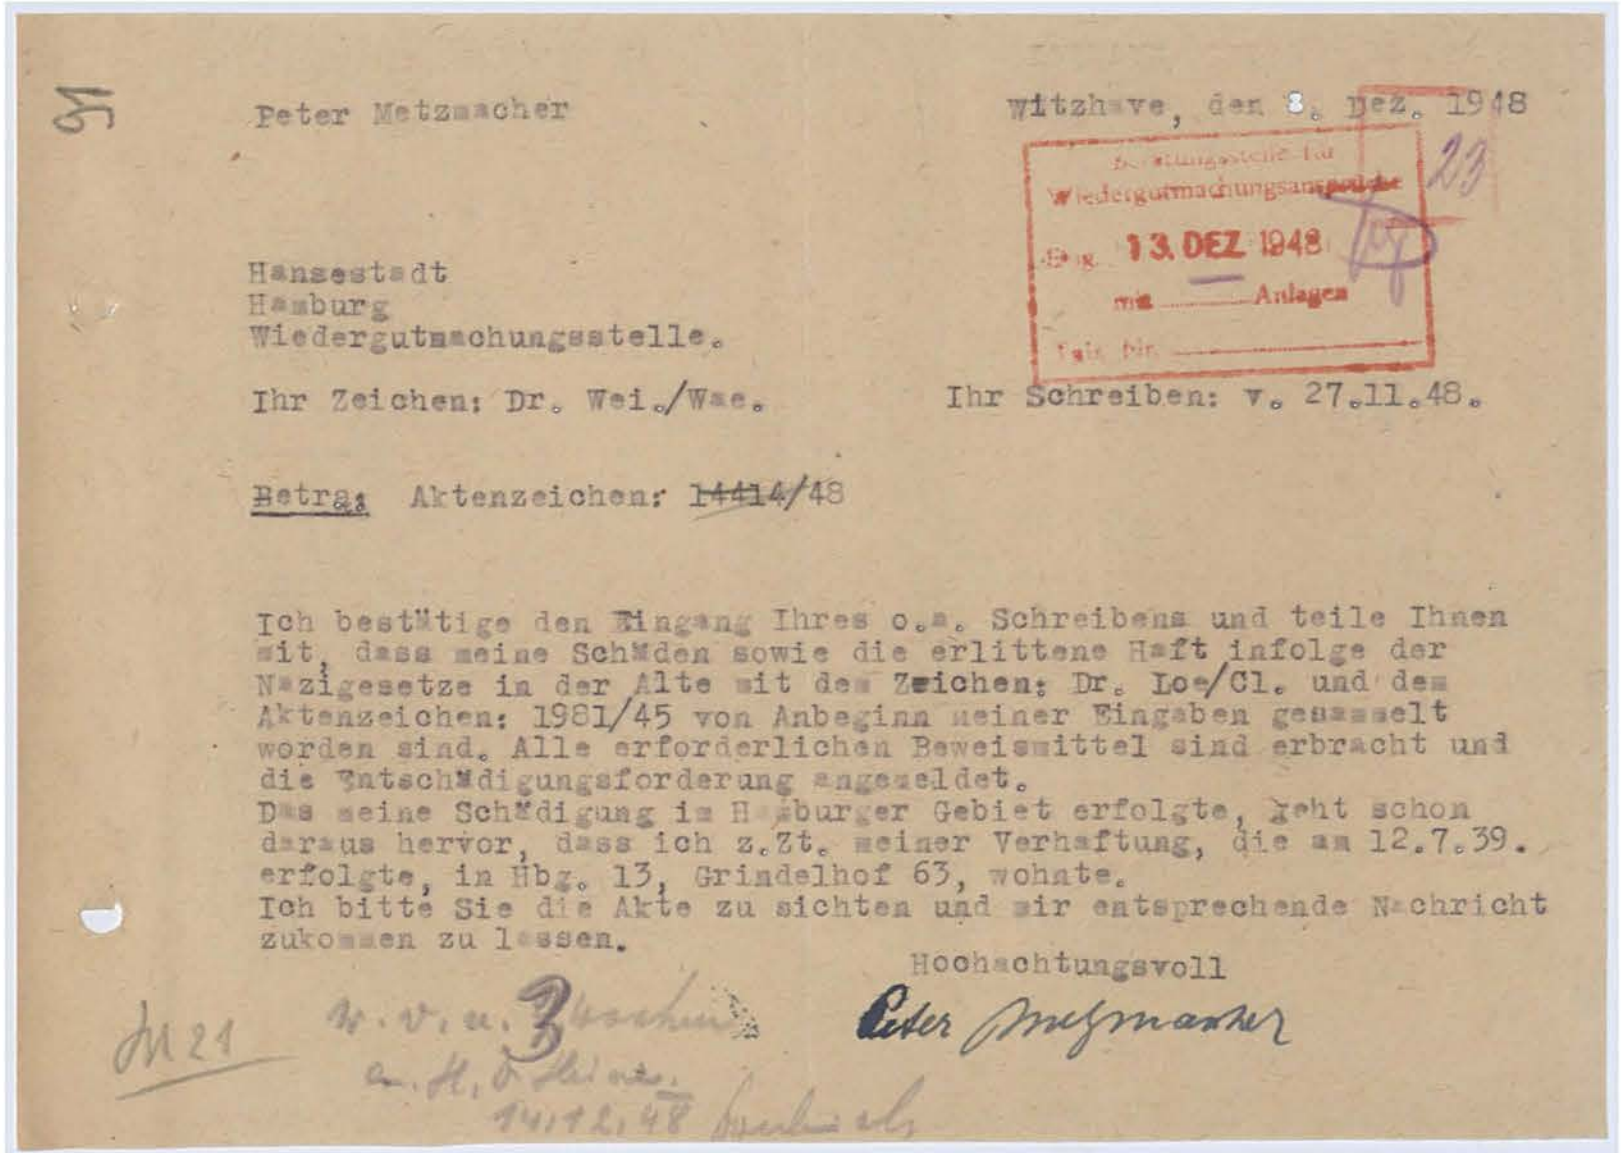 Peter Metzmacher
Witzhave, den 8. Dez. 1948
23
Wiedergutmachungsansprüche
13. DEZ 1948
mit Anlagen
Hansestadt
Hamburg
Wiedergutmachungsstelle.
Ihr Zeichen: Dr. Wei./Wae.
Ihr Schreiben: v. 27.11.48.
Betr.: Aktenzeichen: 14414/48
Ich bestätige den Eingang Ihres o.a. Schreibens und teile Ihnen
mit, dass meine Schäden sowie die erlittene Haft infolge der
Nazigesetze in der Alte mit dem Zeichen: Dr. Loe/Cl. und dem
Aktenzeichen: 1981/45 von Anbeginn meiner Eingaben gesammelt
worden sind. Alle erforderlichen Beweismittel sind erbracht und
die Entschädigungsforderung angemeldet.
Das meine Schädigung im Hamburger Gebiet erfolgte, geht schon
daraus hervor, dass ich z.Zt. meiner Verhaftung, die am 12.7.39.
erfolgte, in Hbg. 13, Grindelhof 63, wohnte.
Ich bitte Sie die Akte zu sichten und mir entsprechende Nachricht
zukommen zu lassen.
Hochachtungsvoll
Peter Metzmacher
w. v. n. 3
21
14.12.48